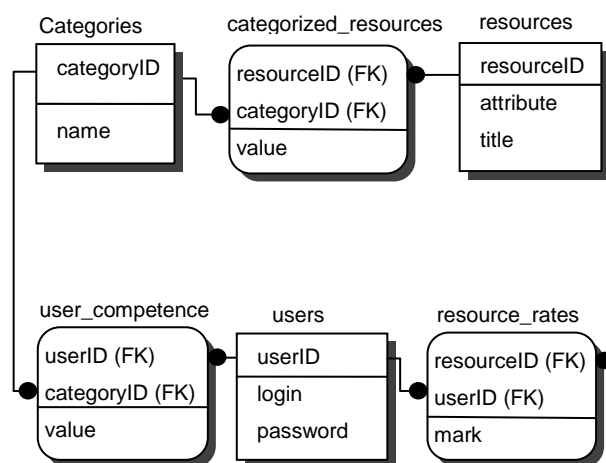 Categories
categoryID
name
categorized_resources
resourceID (FK)
categoryID (FK)
value
resources
resourceID
attribute
title
user_competence
userID (FK)
categoryID (FK)
value
users
userID
login
password
resource_rates
resourceID (FK)
userID (FK)
mark